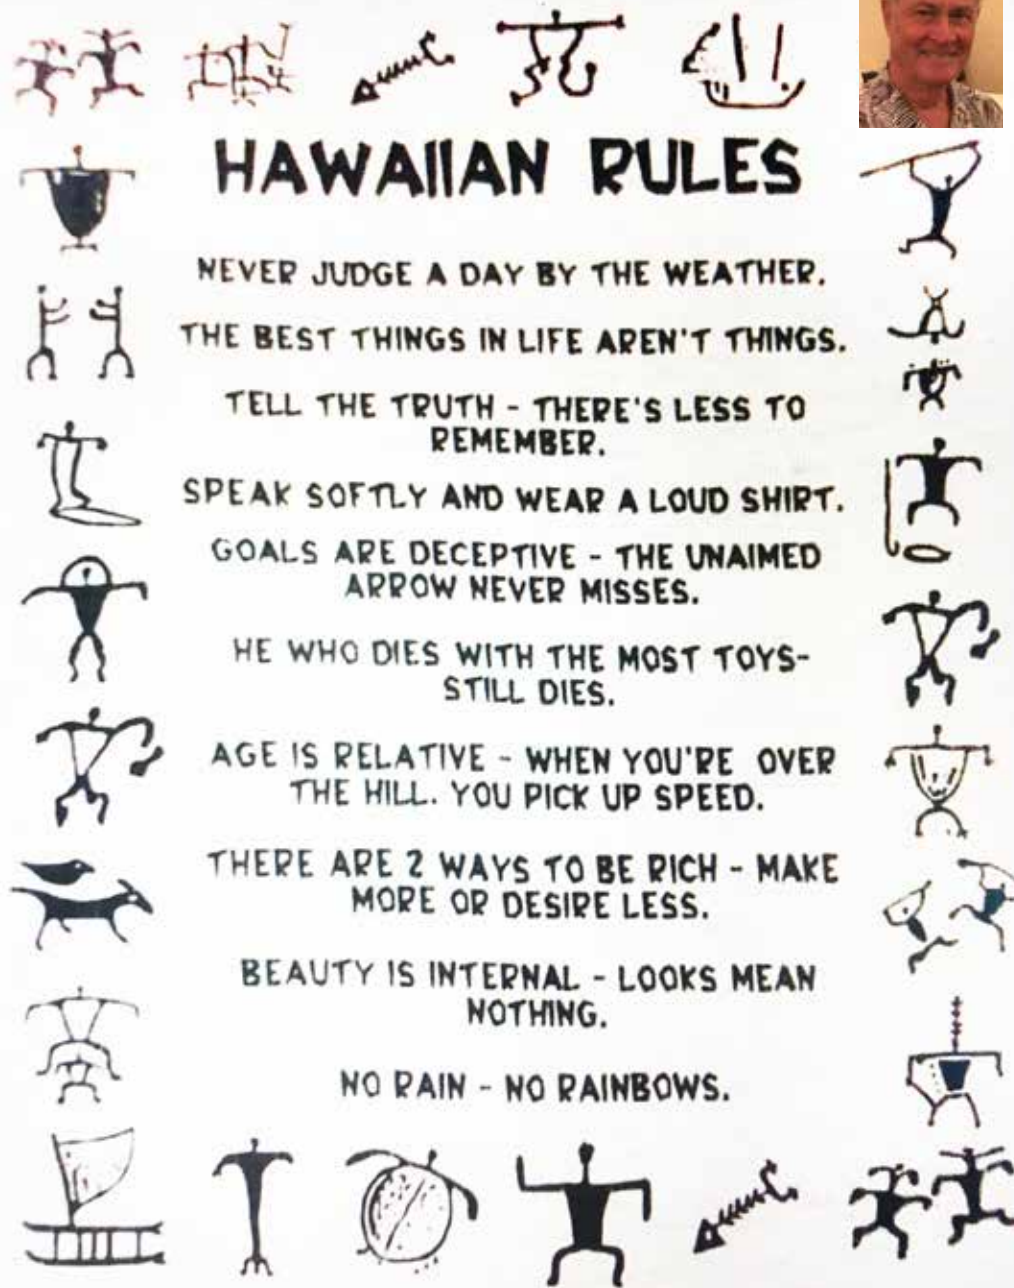 HAWAIIAN RULES
NEVER JUDGE A DAY BY THE WEATHER.
THE BEST THINGS IN LIFE AREN'T THINGS.
TELL THE TRUTH - THERE'S LESS TO
REMEMBER.
SPEAK SOFTLY AND WEAR A LOUD SHIRT.
GOALS ARE DECEPTIVE - THE UNAIMED
ARROW NEVER MISSES.
HE WHO DIES WITH THE MOST TOYS-
STILL DIES.
AGE IS RELATIVE - WHEN YOU'RE OVER
THE HILL. YOU PICK UP SPEED.
THERE ARE 2 WAYS TO BE RICH - MAKE
MORE OR DESIRE LESS.
BEAUTY IS INTERNAL - LOOKS MEAN
NOTHING.
NO RAIN - NO RAINBOWS.